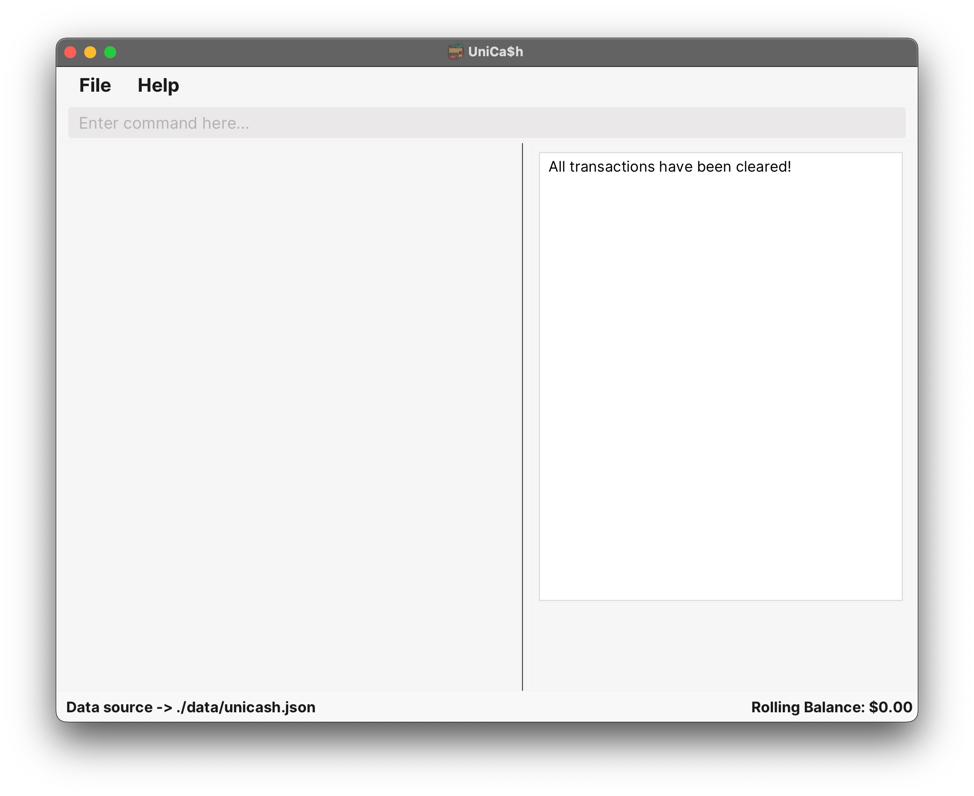 UniCa$h
File Help
Enter command here...
All transactions have been cleared!
Data source -> ./data/unicash.json
Rolling Balance: $0.00